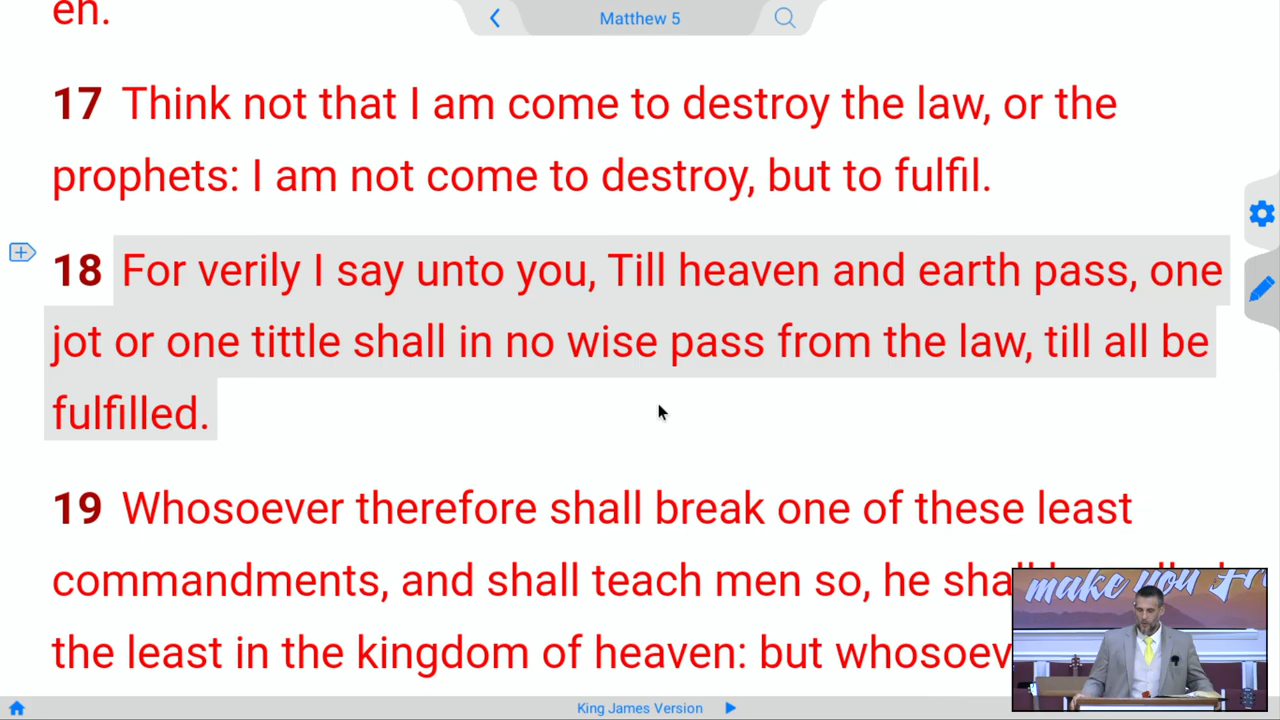 en.
Matthew 5
17 Think not that I am come to destroy the law, or the
prophets: I am not come to destroy, but to fulfil.
18 For verily I say unto you, Till heaven and earth pass, one
jot or one tittle shall in no wise pass from the law, till all be
fulfilled.
19 Whosoever therefore shall break one of these least
commandments, and shall teach men so, he
the least in the kingdom of heaven: but
make you
King James Version